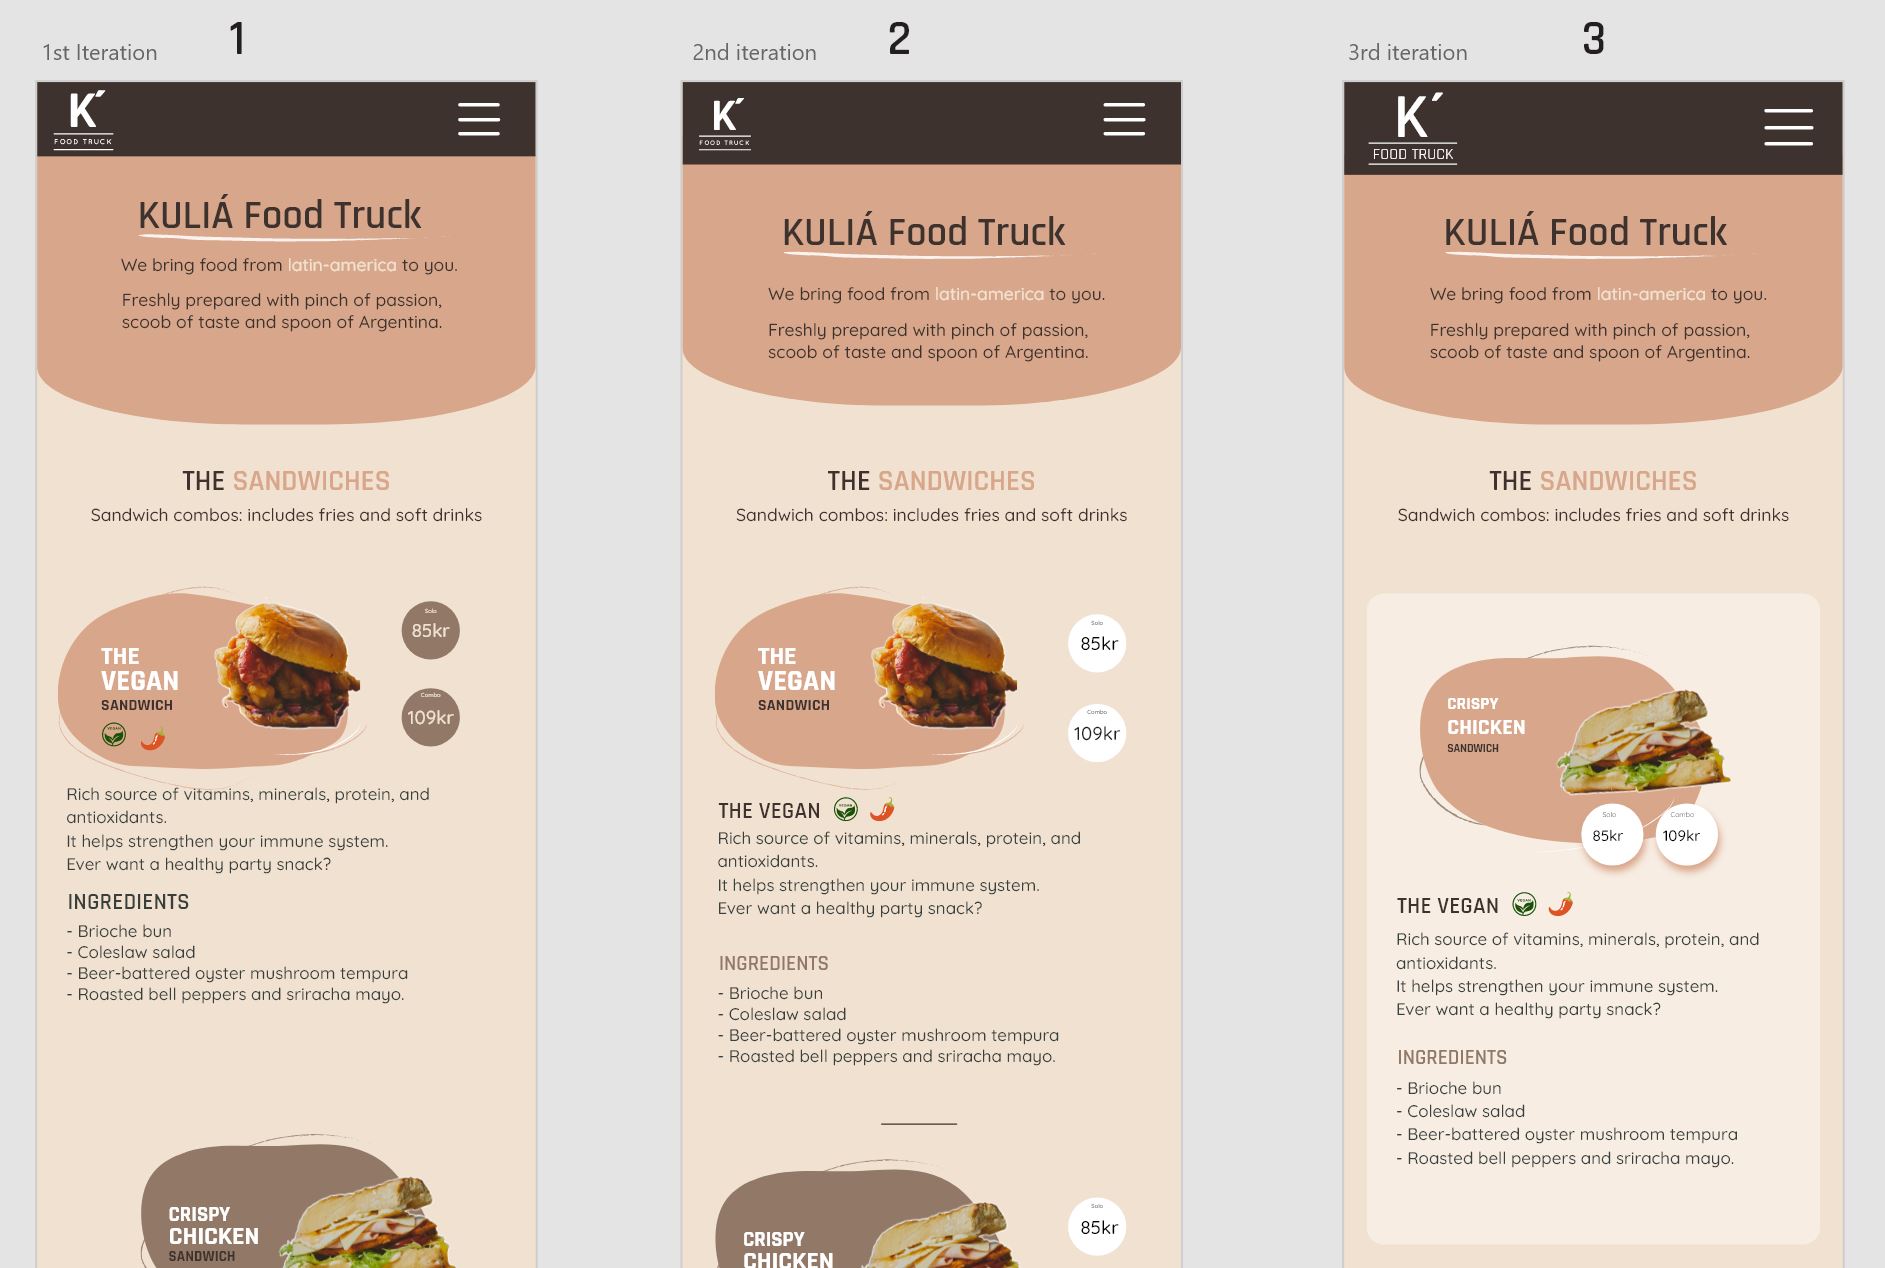 1st Iteration
1
K´
FOOD TRUCK
KULIÁ Food Truck
We bring food from latin-america to you.
Freshly prepared with pinch of passion,
scoob of taste and spoon of Argentina.
THE SANDWICHES
Sandwich combos: includes fries and soft drinks
THE
VEGAN
SANDWICH
VEGAN
Solo
85kr
Combo
109kr
Rich source of vitamins, minerals, protein, and
antioxidants.
It helps strengthen your immune system.
Ever want a healthy party snack?
INGREDIENTS
- Brioche bun
- Coleslaw salad
- Beer-battered oyster mushroom tempura
- Roasted bell peppers and sriracha mayo.
CRISPY
CHICKEN
SANDWICH
2nd iteration
2
K´
FOOD TRUCK
KULIÁ Food Truck
We bring food from latin-america to you.
Freshly prepared with pinch of passion,
scoob of taste and spoon of Argentina.
THE SANDWICHES
Sandwich combos: includes fries and soft drinks
THE
VEGAN
SANDWICH
Solo
85kr
Combo
109kr
THE VEGAN
VEGAN
Rich source of vitamins, minerals, protein, and
antioxidants.
It helps strengthen your immune system.
Ever want a healthy party snack?
INGREDIENTS
- Brioche bun
- Coleslaw salad
- Beer-battered oyster mushroom tempura
- Roasted bell peppers and sriracha mayo.
CRISPY
CHICKEN
Solo
85kr
3rd iteration
3
K´
FOOD TRUCK
KULIÁ Food Truck
We bring food from latin-america to you.
Freshly prepared with pinch of passion,
scoob of taste and spoon of Argentina.
THE SANDWICHES
Sandwich combos: includes fries and soft drinks
CRISPY
CHICKEN
SANDWICH
Solo
85kr
Combo
109kr
THE VEGAN
VEGAN
Rich source of vitamins, minerals, protein, and
antioxidants.
It helps strengthen your immune system.
Ever want a healthy party snack?
INGREDIENTS
- Brioche bun
- Coleslaw salad
- Beer-battered oyster mushroom tempura
- Roasted bell peppers and sriracha mayo.